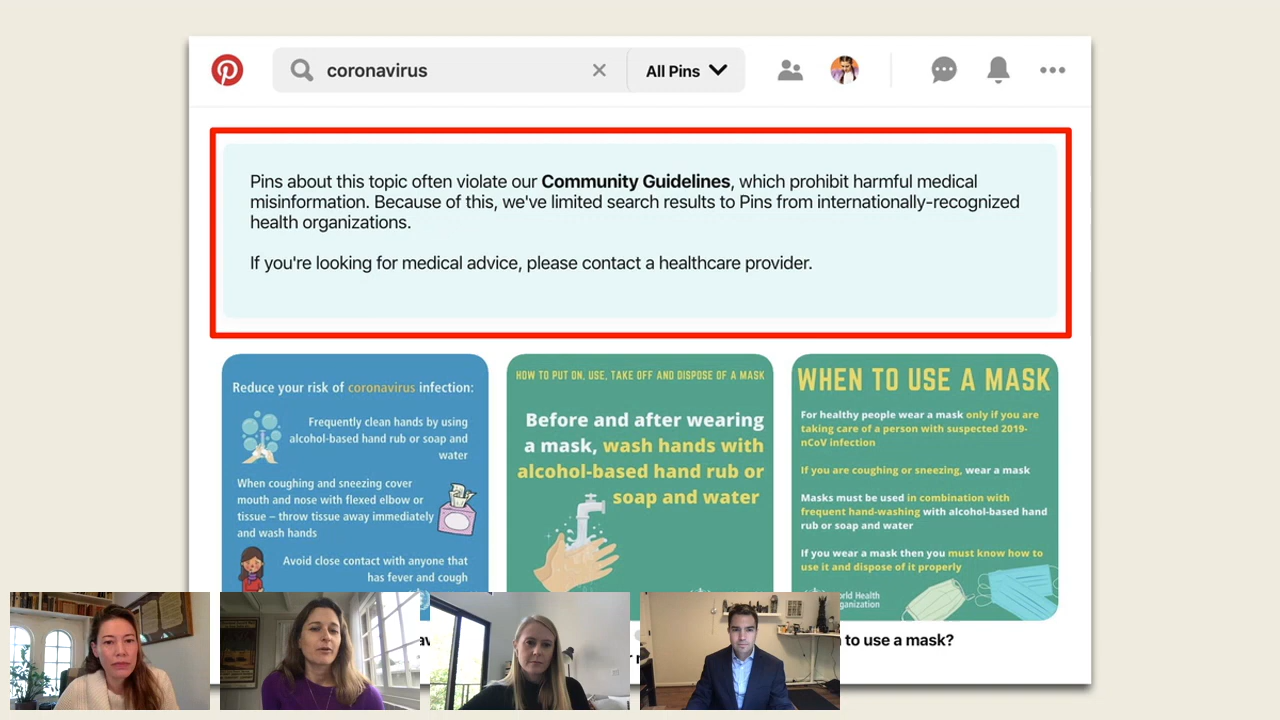 coronavirus
All Pins
Pins about this topic often violate our Community Guidelines, which prohibit harmful medical
misinformation. Because of this, we've limited search results to Pins from internationally-recognized
health organizations.
If you're looking for medical advice, please contact a healthcare provider.
Reduce your risk of coronavirus infection:
Frequently clean hands by using
alcohol-based hand rub or soap and
water
When coughing and sneezing cover
mouth and nose with flexed elbow or
tissue – throw tissue away immediately
and wash hands
Avoid close contact with anyone that
has fever and cough
HOW TO PUT ON, USE, TAKE OFF AND DISPOSE OF A MASK
Before and after wearing
a mask, wash hands with
alcohol-based hand rub or
soap and water
WHEN TO USE A MASK
For healthy people wear a mask only if you are
taking care of a person with suspected 2019-
nCoV infection
If you are coughing or sneezing, wear a mask
Masks must be used in combination with
frequent hand-washing with alcohol-based hand
rub or soap and water
If you wear a mask then you must know how to
use it and dispose of it properly
Health
to use a mask?